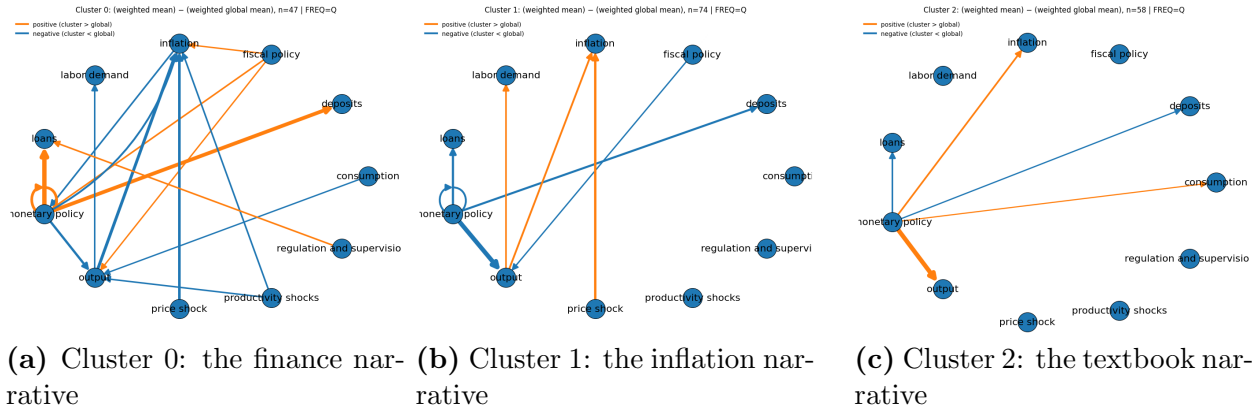 Cluster 0: (weighted mean) − (weighted global mean), n=47 | FREQ=Q
positive (cluster > global)
negative (cluster < global)
inflation
fiscal policy
labor demand
deposits
loans
consumption
monetary policy
regulation and supervisio
output
productivity shocks
price shock
(a) Cluster 0: the finance nar-
rative
Cluster 1: (weighted mean) − (weighted global mean), n=74 | FREQ=Q
positive (cluster > global)
negative (cluster < global)
inflation
fiscal policy
labor demand
deposits
loans
consumpti
monetary policy
regulation and supervi
output
productivity shocks
price shock
(b) Cluster 1: the inflation nar-
rative
Cluster 2: (weighted mean) − (weighted global mean), n=58 | FREQ=Q
positive (cluster > global)
negative (cluster < global)
inflation
fiscal policy
labor demand
deposits
loans
consumption
monetary policy
regulation and supervisio
output
productivity shocks
price shock
(c) Cluster 2: the textbook nar-
rative